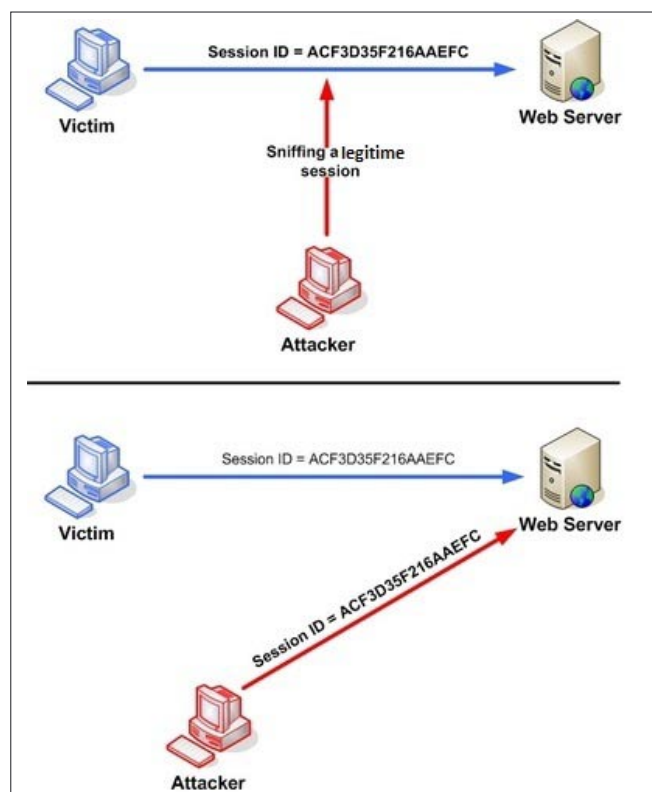 Session ID = ACF3D35F216AAEFC
Victim
Web Server
Sniffing a legitime
session
Attacker
Session ID = ACF3D35F216AAEFC
Victim
Web Server
Session ID = ACF3D35F216AAEFC
Attacker